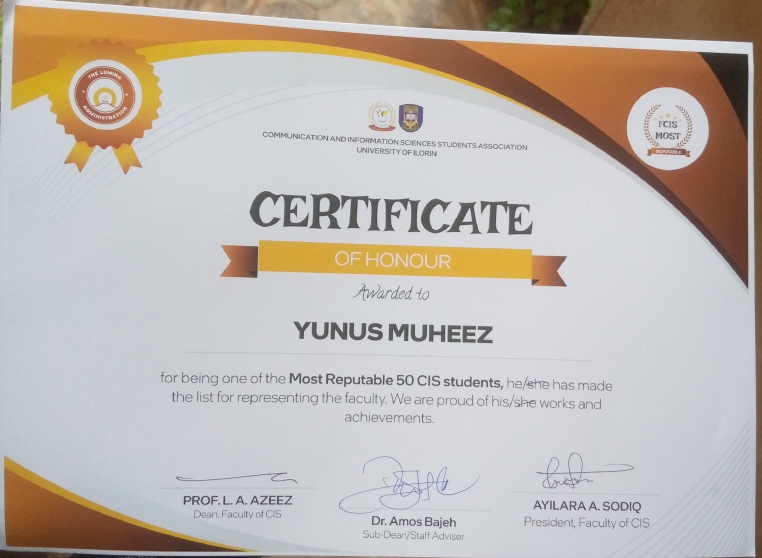 THE LUMINA
ADMINISTRATION
FCIS
MOST
REPUTABLE
COMMUNICATION AND INFORMATION SCIENCES STUDENTS ASSOCIATION
UNIVERSITY OF ILORIN
CERTIFICATE
OF HONOUR
Awarded to
YUNUS MUHEEZ
for being one of the Most Reputable 50 CIS students, he/she has made
the list for representing the faculty. We are proud of his/she works and
achievements.
PROF. L. A. AZEEZ
Dean, Faculty of CIS
Dr. Amos Bajeh
Sub-Dean/Staff Adviser
AYILARA A. SODIQ
President, Faculty of CIS